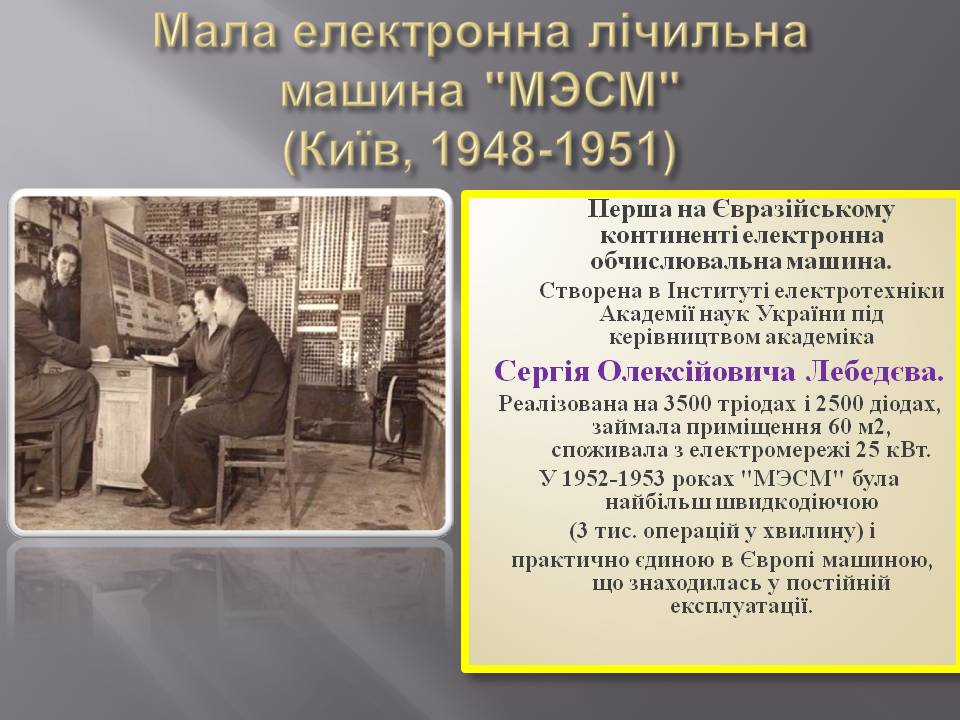 Мала електронна лічильна
машина "МЭСМ"
(Київ, 1948-1951)
Перша на Євразійському
континенті електронна
обчислювальна машина.
Створена в Інституті електротехніки
Академії наук України під
керівництвом академіка
Сергія Олексійовича Лебедєва.
Реалізована на 3500 тріодах і 2500 діодах,
займала приміщення 60 м2,
споживала з електромережі 25 кВт.
У 1952-1953 роках "МЭСМ" була
найбільш швидкодіючою
(3 тис. операцій у хвилину) і
практично єдиною в Європі машиною,
що знаходилась у постійній
експлуатації.